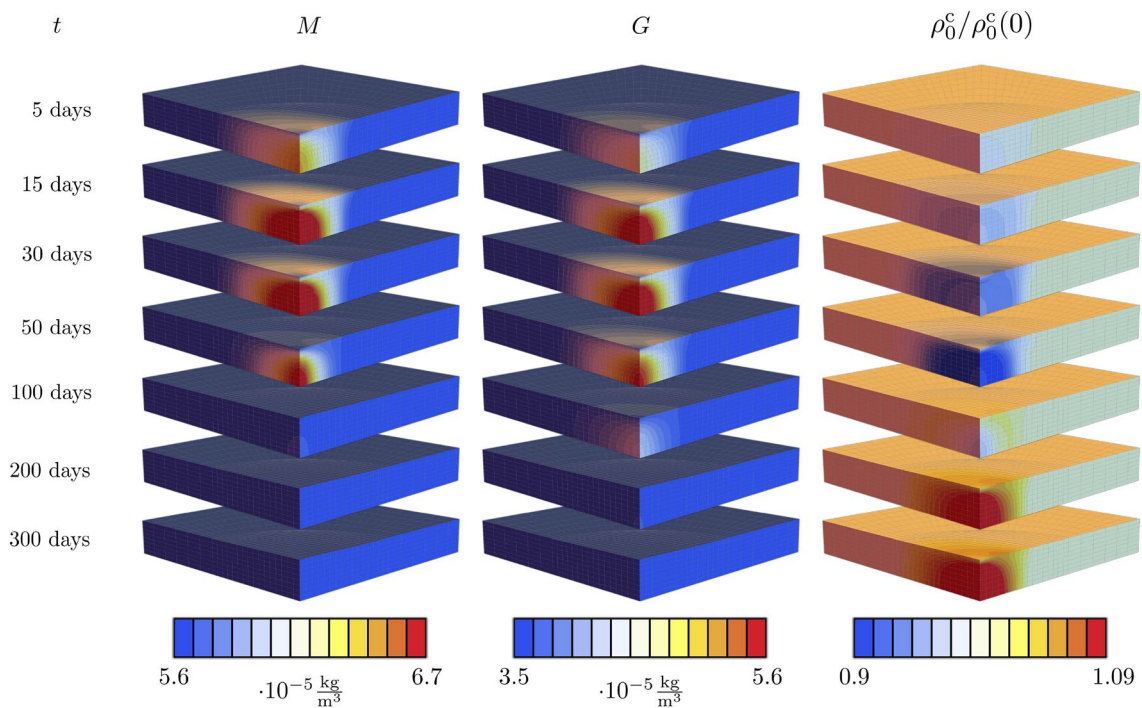 t M G ρ₀ᶜ/ρ₀ᶜ(0)
5 days
15 days
30 days
50 days
100 days
200 days
300 days
5.6 6.7 3.5 5.6 0.9 1.09
·10⁻⁵ kg/m³ ·10⁻⁵ kg/m³